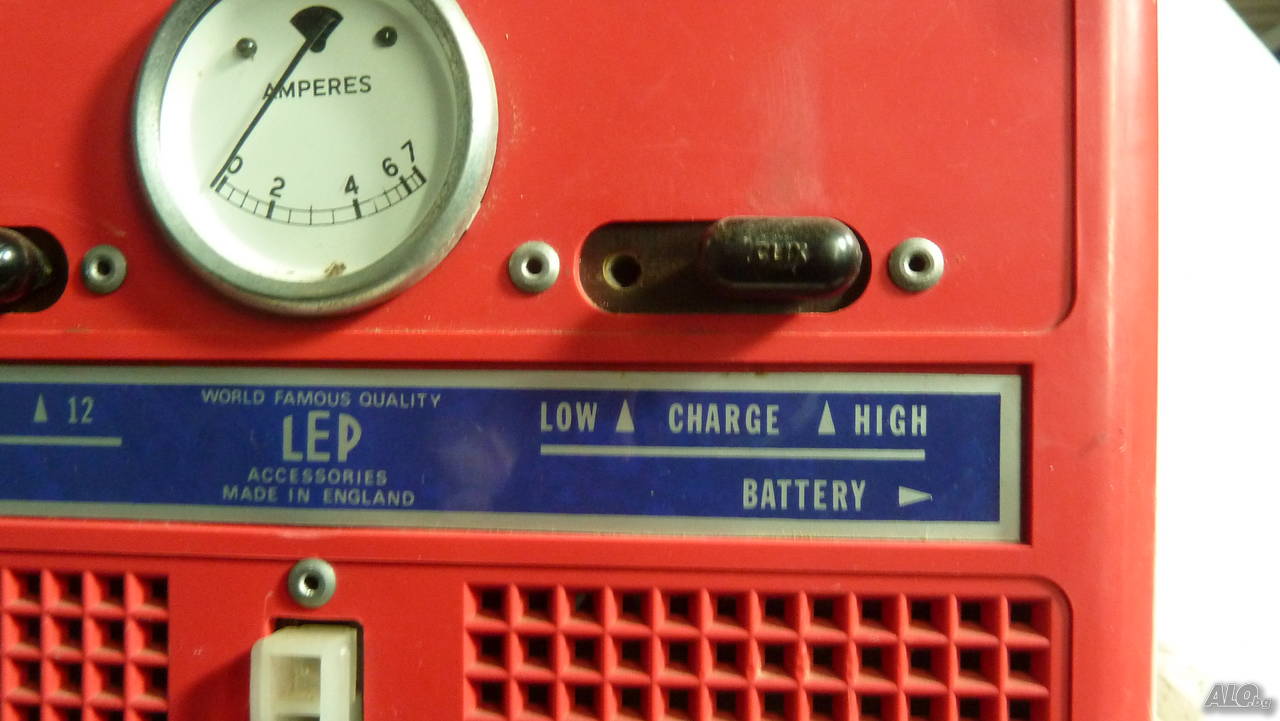 AMPERES
0 2 4 6 7
▲ 12
WORLD FAMOUS QUALITY
LEP
ACCESSORIES
MADE IN ENGLAND
LOW ▲ CHARGE ▲ HIGH
BATTERY ►
ALO.bg